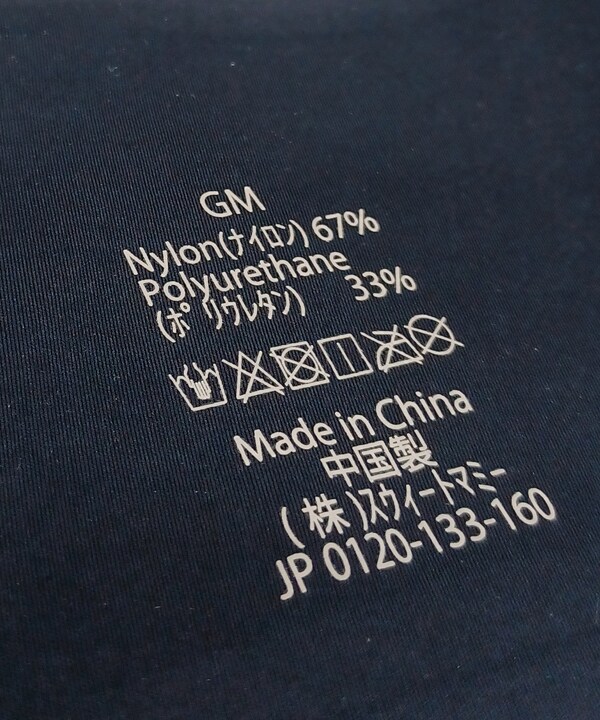 GM
Nylon(ナイロン) 67%
Polyurethane
(ポリウレタン) 33%
Made in China
中国製
(株)スウィートマミー
JP 0120-133-160